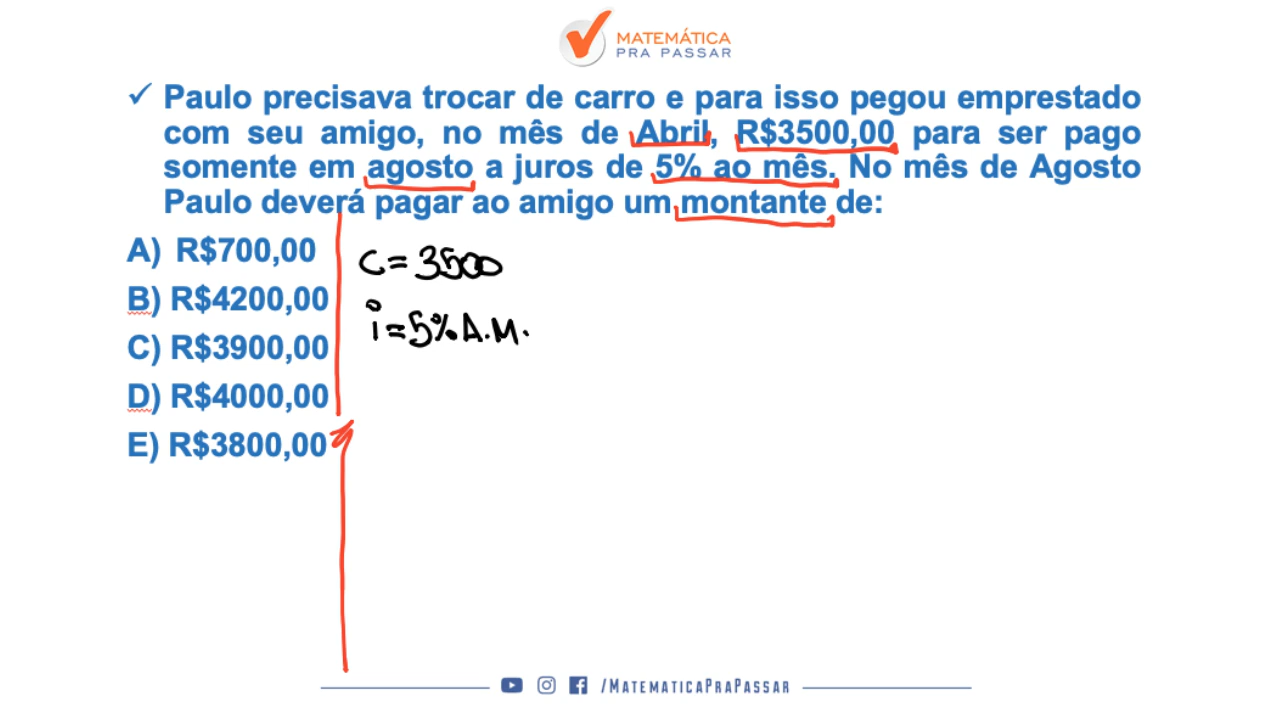 MATEMÁTICA
PRA PASSAR
✓ Paulo precisava trocar de carro e para isso pegou emprestado
com seu amigo, no mês de Abril, R$3500,00 para ser pago
somente em agosto a juros de 5% ao mês. No mês de Agosto
Paulo deverá pagar ao amigo um montante de:
A) R$700,00
C=3500
B) R$4200,00
i=5% A.M.
C) R$3900,00
D) R$4000,00
E) R$3800,00
/MATEMATICAPRAPASSAR